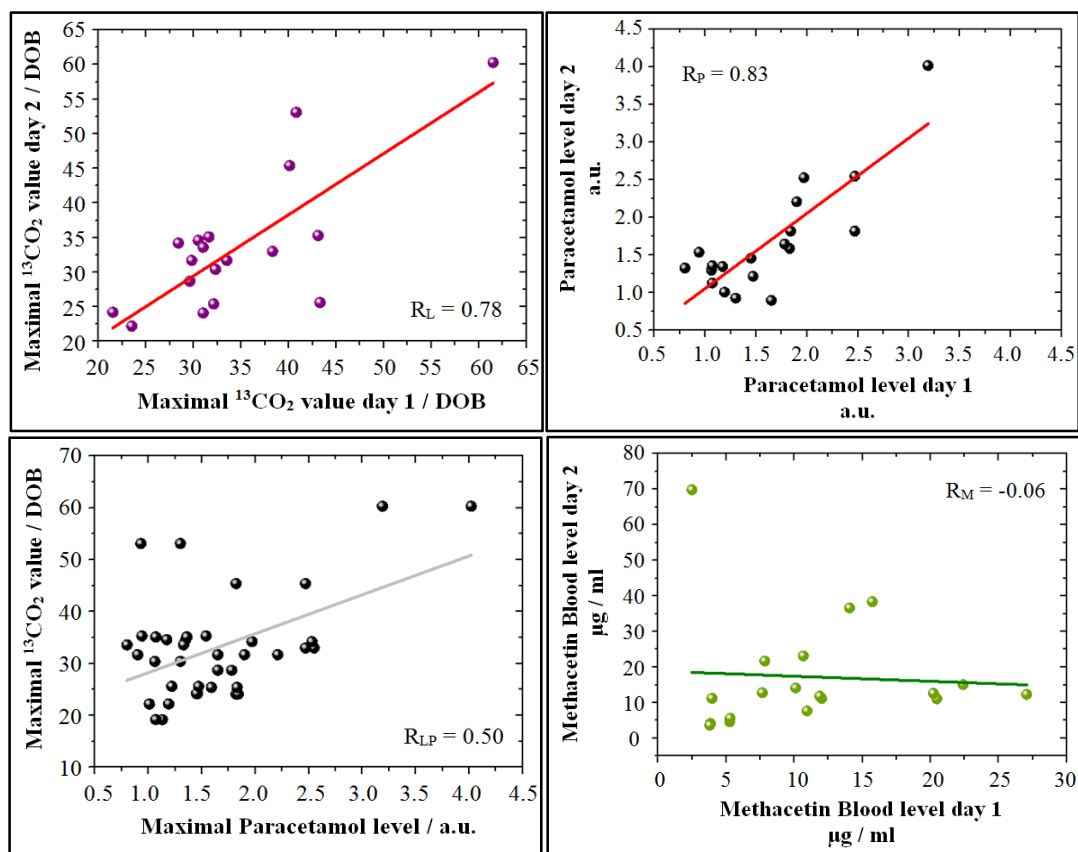 Maximal ¹³CO₂ value day 2 / DOB
65
60
55
50
45
40
35
30
25
20
R_L = 0.78
20 25 30 35 40 45 50 55 60 65
Maximal ¹³CO₂ value day 1 / DOB
Paracetamol level day 2
a.u.
4.5
4.0
3.5
3.0
2.5
2.0
1.5
1.0
0.5
R_P = 0.83
0.5 1.0 1.5 2.0 2.5 3.0 3.5 4.0 4.5
Paracetamol level day 1
a.u.
Maximal ¹³CO₂ value / DOB
70
60
50
40
30
20
10
R_LP = 0.50
0.5 1.0 1.5 2.0 2.5 3.0 3.5 4.0 4.5
Maximal Paracetamol level / a.u.
Methacetin Blood level day 2
µg / ml
80
70
60
50
40
30
20
10
0
R_M = -0.06
0 5 10 15 20 25 30
Methacetin Blood level day 1
µg / ml